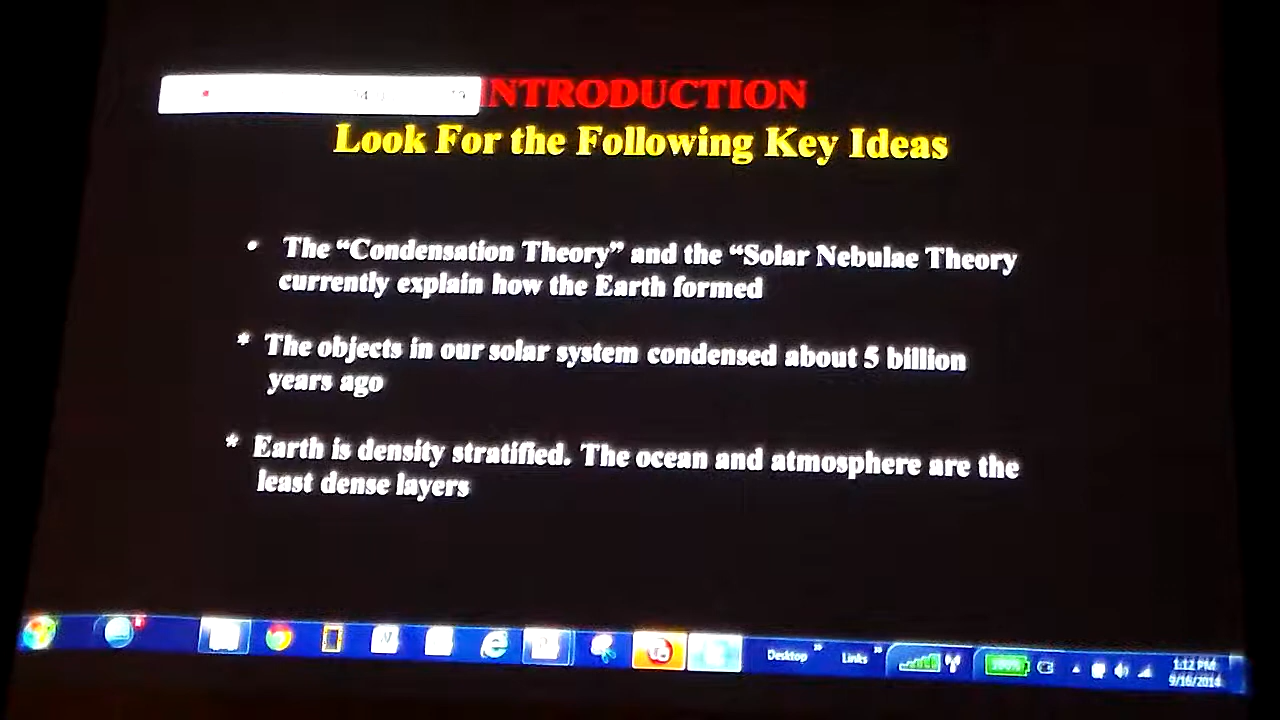 INTRODUCTION
Look For the Following Key Ideas
• The “Condensation Theory” and the “Solar Nebulae Theory
currently explain how the Earth formed
* The objects in our solar system condensed about 5 billion
years ago
* Earth is density stratified. The ocean and atmosphere are the
least dense layers
Desktop » Links »
100%
1:12 PM
9/16/2014